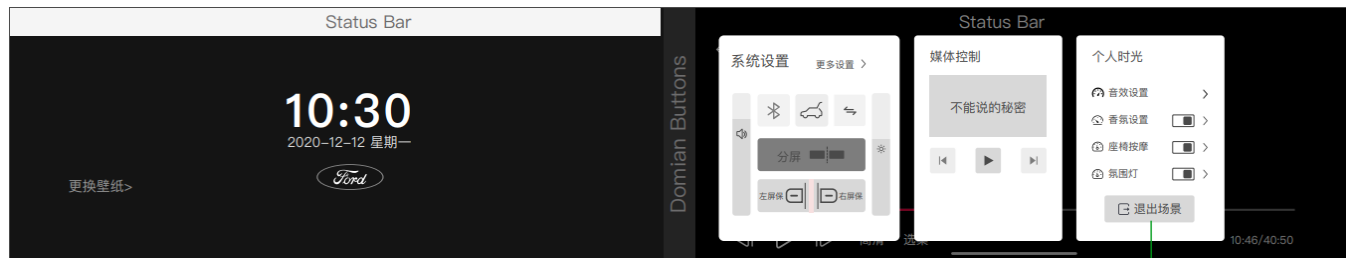 Status Bar
10:30
2020-12-12 星期一
Ford
更换壁纸>
Domian Buttons
Status Bar
系统设置
更多设置 >
分屏
左屏保
右屏保
媒体控制
不能说的秘密
个人时光
音效设置 >
香氛设置 >
座椅按摩 >
氛围灯 >
退出场景
高清
选集
10:46/40:50